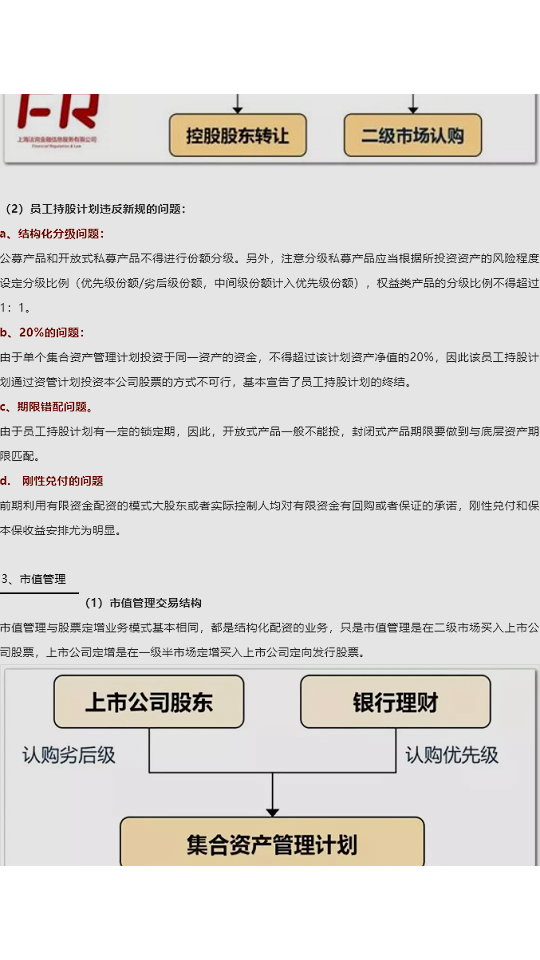 控股股东转让 二级市场认购
上海法询金融信息服务有限公司
Financial Regulation & Law
（2）员工持股计划违反新规的问题：
a、结构化分级问题：
公募产品和开放式私募产品不得进行份额分级。另外，注意分级私募产品应当根据所投资资产的风险程度
设定分级比例（优先级份额/劣后级份额，中间级份额计入优先级份额），权益类产品的分级比例不得超过
1：1。
b、20%的问题：
由于单个集合资产管理计划投资于同一资产的资金，不得超过该计划资产净值的20%，因此该员工持股计
划通过资管计划投资本公司股票的方式不可行，基本宣告了员工持股计划的终结。
c、期限错配问题。
由于员工持股计划有一定的锁定期，因此，开放式产品一般不能投，封闭式产品期限要做到与底层资产期
限匹配。
d. 刚性兑付的问题
前期利用有限资金配资的模式大股东或者实际控制人均对有限资金有回购或者保证的承诺，刚性兑付和保
本保收益安排尤为明显。
3、市值管理
（1）市值管理交易结构
市值管理与股票定增业务模式基本相同，都是结构化配资的业务，只是市值管理是在二级市场买入上市公
司股票，上市公司定增是在一级半市场定增买入上市公司定向发行股票。
上市公司股东 银行理财
认购劣后级 认购优先级
集合资产管理计划